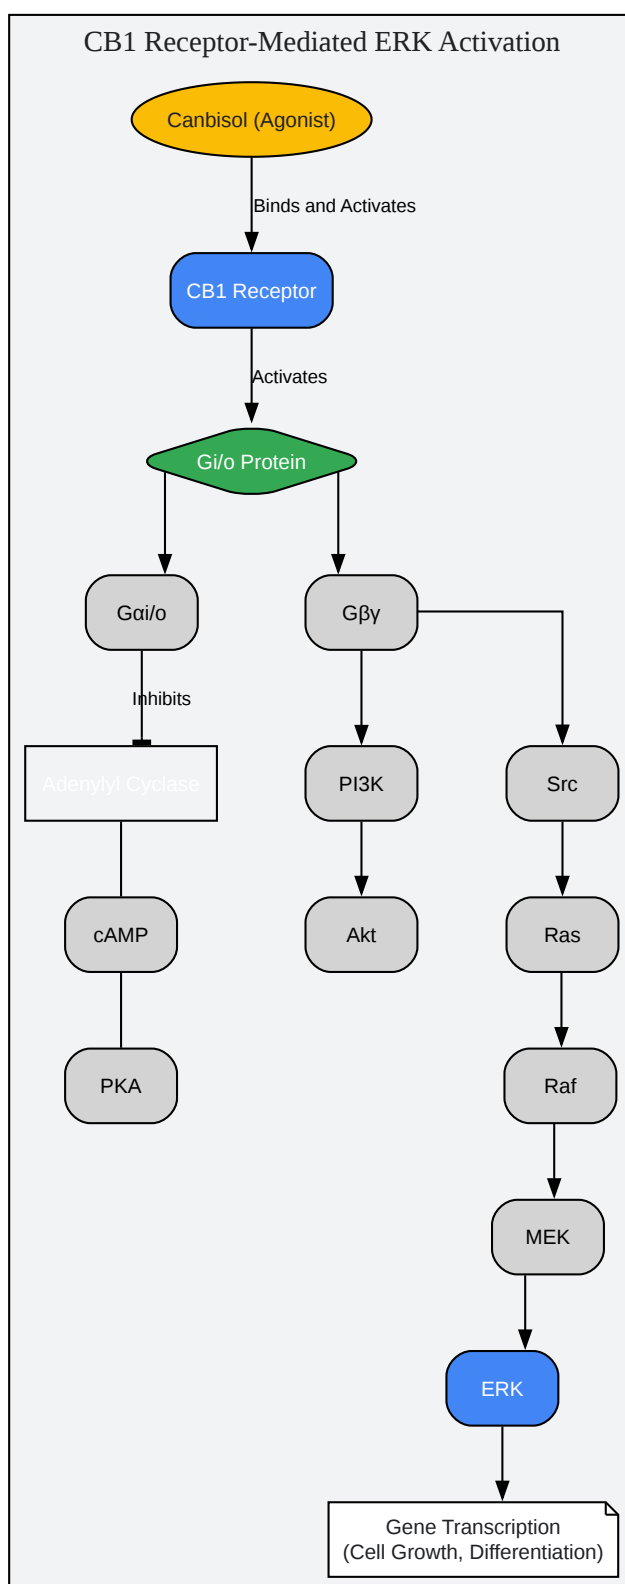 CB1 Receptor-Mediated ERK Activation
Canbisol (Agonist)
Binds and Activates
CB1 Receptor
Activates
Gi/o Protein
Gαi/o
Gβγ
Inhibits
Adenylyl Cyclase
PI3K
Src
cAMP
Akt
Ras
PKA
Raf
MEK
ERK
Gene Transcription
(Cell Growth, Differentiation)